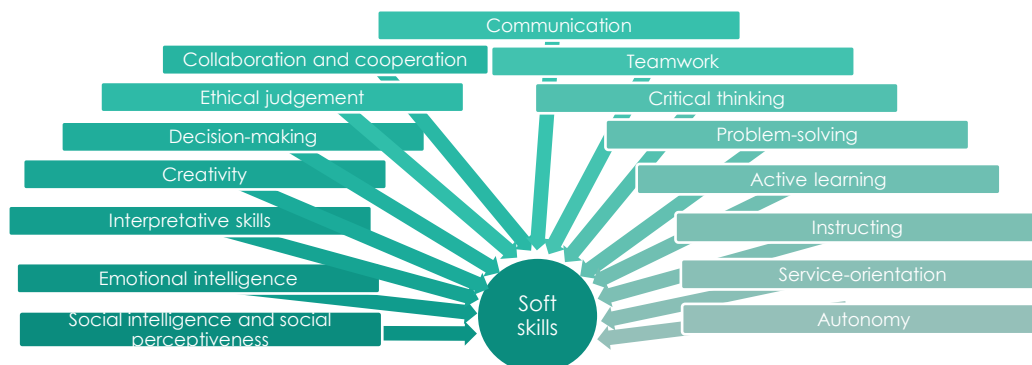 Communication
Collaboration and cooperation
Teamwork
Ethical judgement
Critical thinking
Decision-making
Problem-solving
Creativity
Active learning
Interpretative skills
Instructing
Emotional intelligence
Service-orientation
Social intelligence and social
perceptiveness
Autonomy
Soft
skills